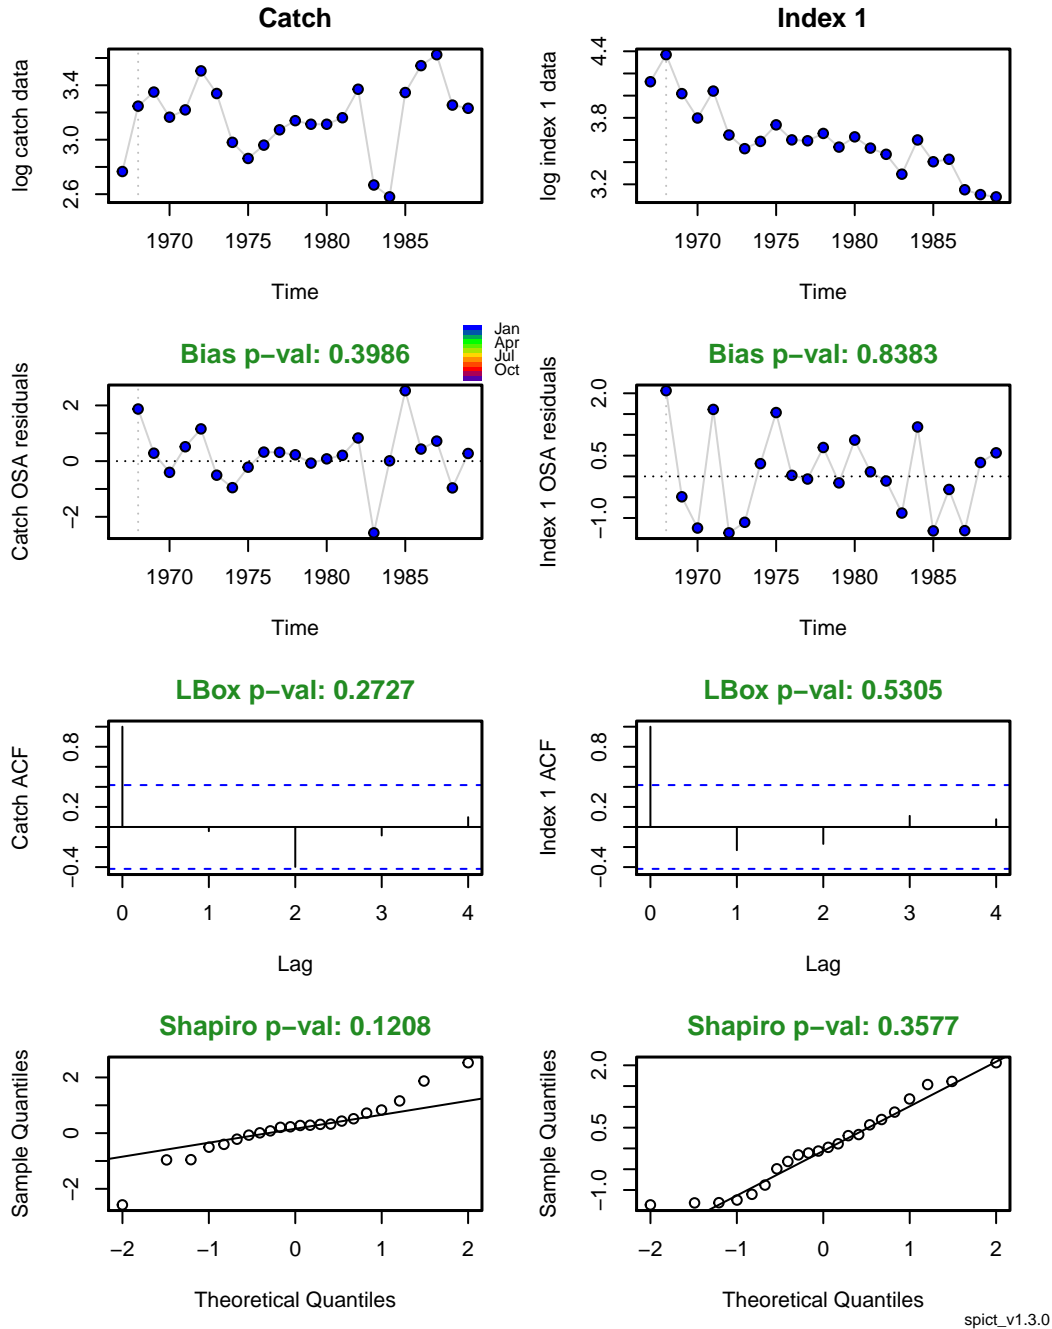 Catch
Index 1
log catch data
2.6 3.0 3.4
1970 1975 1980 1985
Time
log index 1 data
3.2 3.8 4.4
1970 1975 1980 1985
Time
Jan
Apr
Jul
Oct
Bias p−val: 0.3986
Bias p−val: 0.8383
Catch OSA residuals
−2 0 2
1970 1975 1980 1985
Time
Index 1 OSA residuals
−1.0 0.5 2.0
1970 1975 1980 1985
Time
LBox p−val: 0.2727
LBox p−val: 0.5305
Catch ACF
−0.4 0.2 0.8
0 1 2 3 4
Lag
Index 1 ACF
−0.4 0.2 0.8
0 1 2 3 4
Lag
Shapiro p−val: 0.1208
Shapiro p−val: 0.3577
Sample Quantiles
−2 0 2
−2 −1 0 1 2
Theoretical Quantiles
Sample Quantiles
−1.0 0.5 2.0
−2 −1 0 1 2
Theoretical Quantiles
spict_v1.3.0